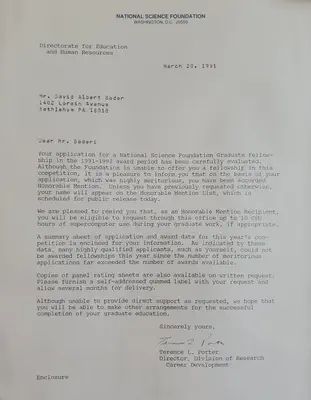 NATIONAL SCIENCE FOUNDATION
WASHINGTON, D.C. 20550
Directorate for Education
and Human Resources
March 20, 1991
Mr. David Albert Sader
1402 Lorain Avenue
Bethlehem PA 18018
Dear Mr. Sader:
Your application for a National Science Foundation Graduate Fellow-
ship in the 1991-1992 award period has been carefully evaluated.
Although the Foundation is unable to offer you a fellowship in this
competition, it is a pleasure to inform you that on the basis of your
application, which was highly meritorious, you have been accorded
Honorable Mention. Unless you have previously requested otherwise,
your name will appear on the Honorable Mention List, which is
scheduled for public release today.
We are pleased to remind you that, as an Honorable Mention Recipient,
you will be eligible to request through this office up to 10 CPU
hours of supercomputer use during your graduate work, if appropriate.
A summary sheet of application and award data for this year's com-
petition is enclosed for your information. As indicated by these
data, many highly qualified applicants, such as yourself, could not
be awarded fellowships this year since the number of meritorious
applications far exceeded the number of awards available.
Copies of panel rating sheets are also available on written request.
Please furnish a self-addressed gummed label with your request and
allow several months for delivery.
Although unable to provide direct support as requested, we hope that
you will be able to make other arrangements for the successful
completion of your graduate education.
Sincerely yours,
Terence L. Porter
Director, Division of Research
Career Development
Enclosure